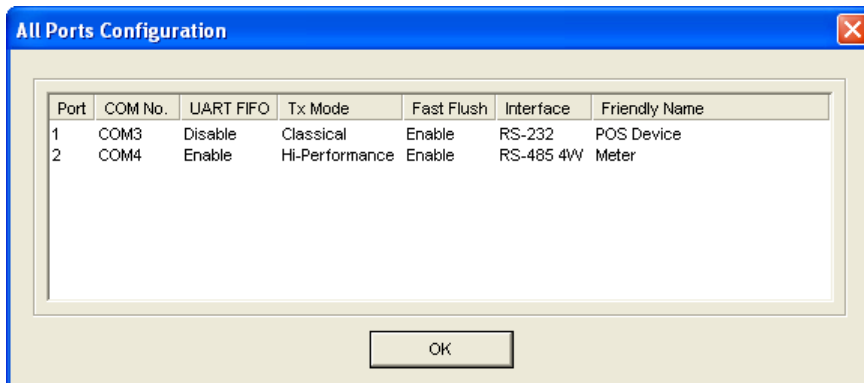 All Ports Configuration
Port COM No. UART FIFO Tx Mode Fast Flush Interface Friendly Name
1 COM3 Disable Classical Enable RS-232 POS Device
2 COM4 Enable Hi-Performance Enable RS-485 4W Meter
OK